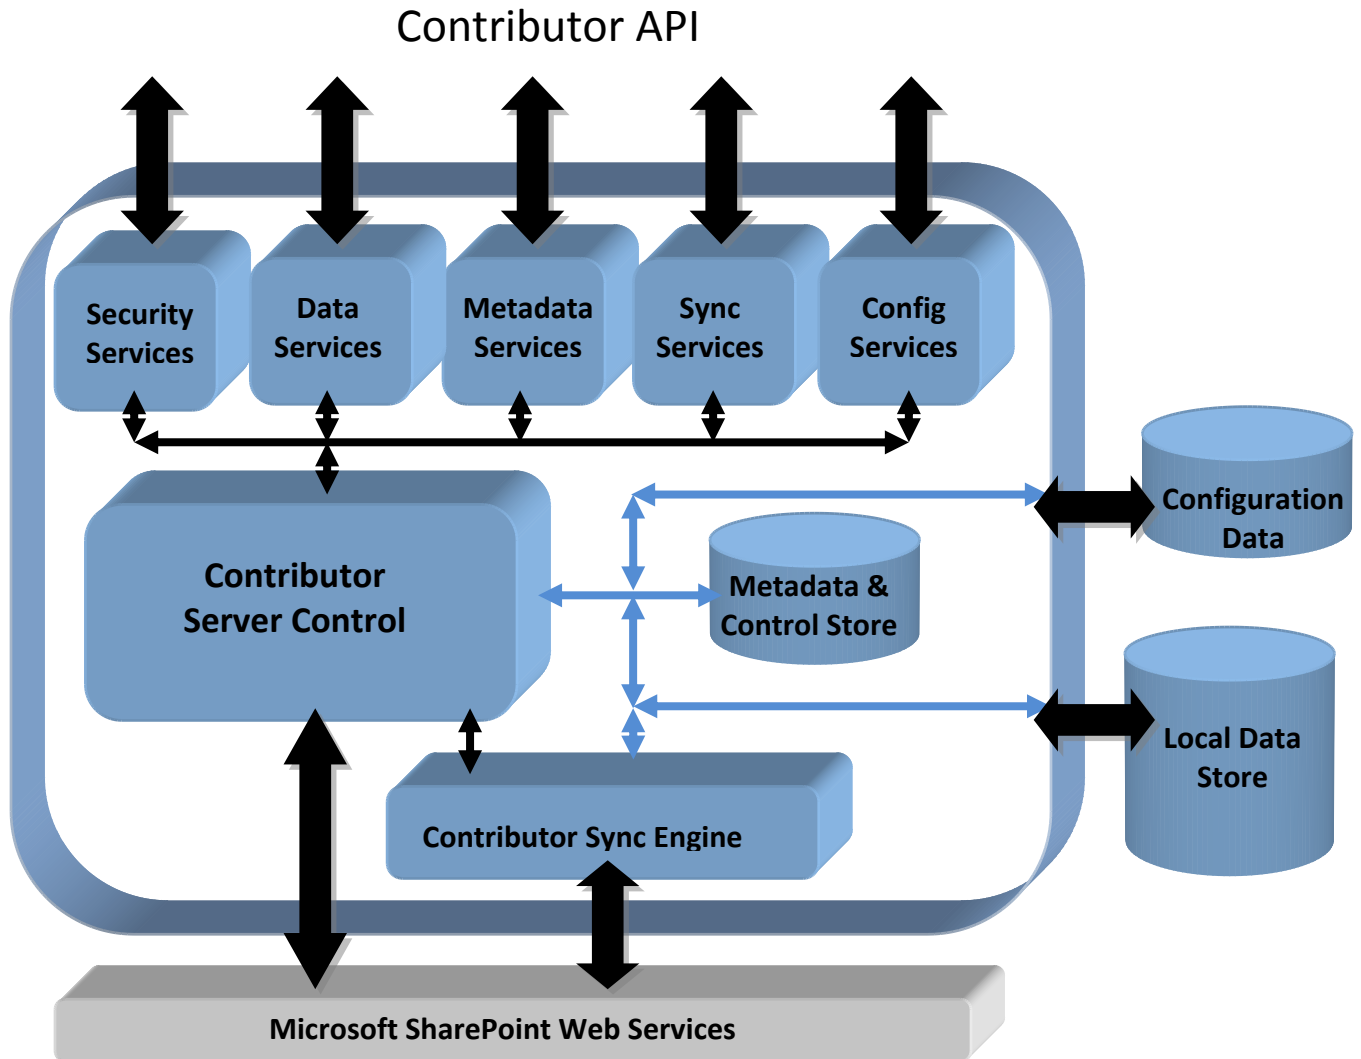 Contributor API
Security
Services
Data
Services
Metadata
Services
Sync
Services
Config
Services
Contributor
Server Control
Metadata &
Control Store
Configuration
Data
Local Data
Store
Contributor Sync Engine
Microsoft SharePoint Web Services